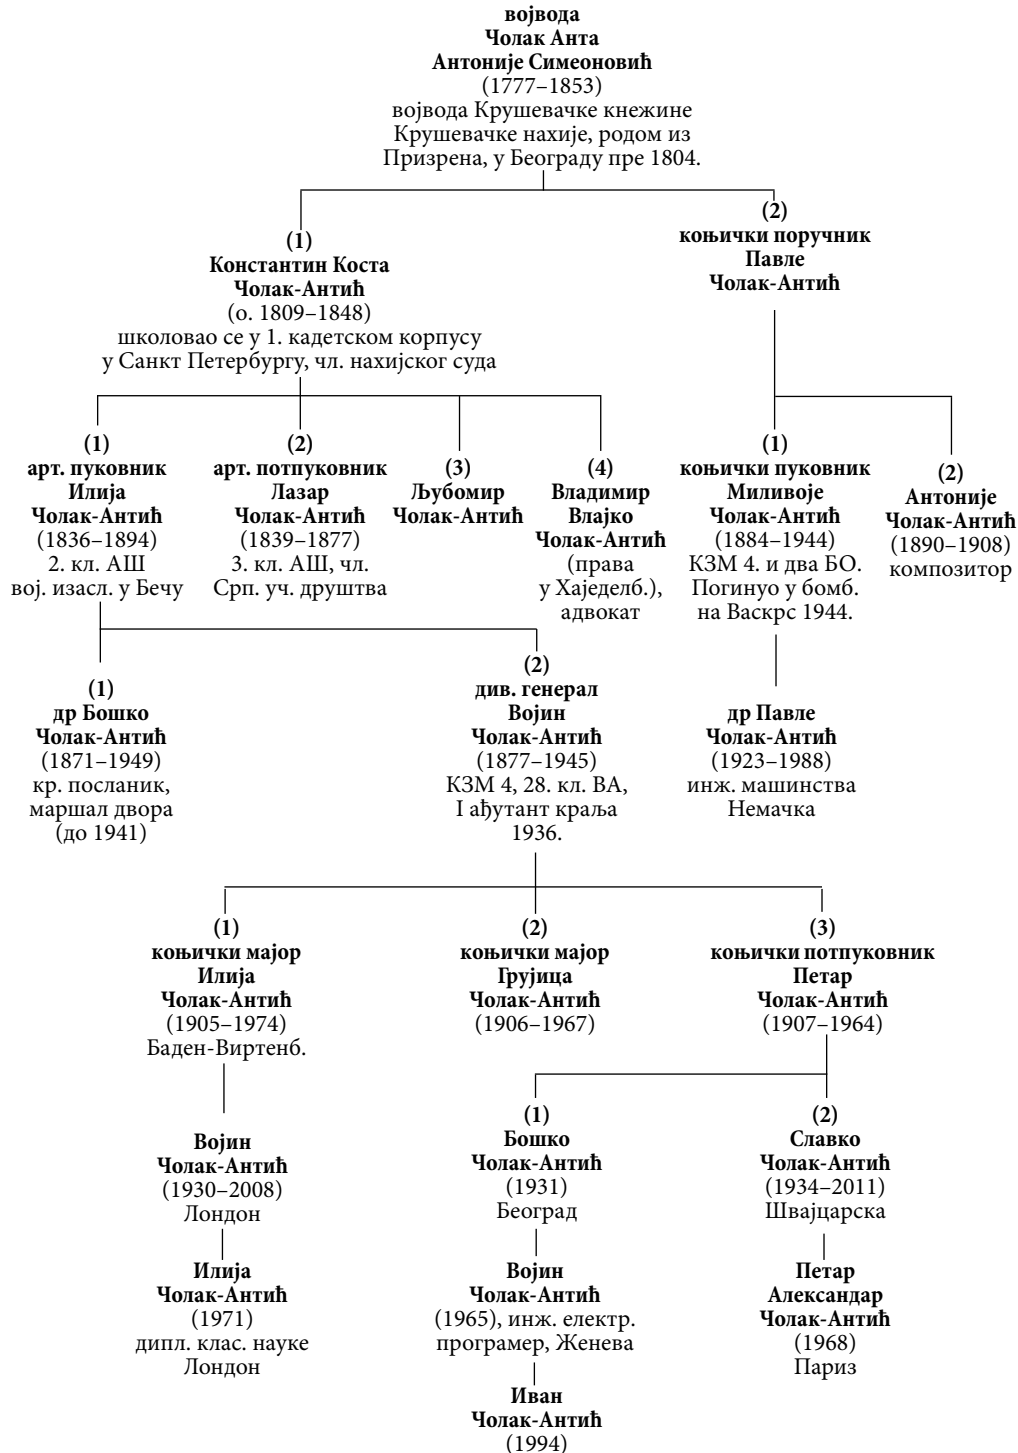 војвода
Чолак Анта
Антоније Симеоновић
(1777–1853)
војвода Крушевачке кнежине
Крушевачке нахије, родом из
Призрена, у Београду пре 1804.
(1)
Константин Коста
Чолак-Антић
(о. 1809–1848)
школовао се у 1. кадетском корпусу
у Санкт Петербургу, чл. нахијског суда
(2)
коњички поручник
Павле
Чолак-Антић
(1)
арт. пуковник
Илија
Чолак-Антић
(1836–1894)
2. кл. АШ
вој. изасл. у Бечу
(2)
арт. потпуковник
Лазар
Чолак-Антић
(1839–1877)
3. кл. АШ, чл.
Срп. уч. друштва
(3)
Љубомир
Чолак-Антић
(4)
Владимир
Влајко
Чолак-Антић
(права
у Хаједелб.),
адвокат
(1)
коњички пуковник
Миливоје
Чолак-Антић
(1884–1944)
КЗМ 4. и два БО.
Погинуо у бомб.
на Васкрс 1944.
(2)
Антоније
Чолак-Антић
(1890–1908)
композитор
(1)
др Бошко
Чолак-Антић
(1871–1949)
кр. посланик,
маршал двора
(до 1941)
(2)
див. генерал
Војин
Чолак-Антић
(1877–1945)
КЗМ 4, 28. кл. ВА,
I ађутант краља
1936.
др Павле
Чолак-Антић
(1923–1988)
инж. машинства
Немачка
(1)
коњички мајор
Илија
Чолак-Антић
(1905–1974)
Баден-Виртенб.
(2)
коњички мајор
Грујица
Чолак-Антић
(1906–1967)
(3)
коњички потпуковник
Петар
Чолак-Антић
(1907–1964)
Војин
Чолак-Антић
(1930–2008)
Лондон
(1)
Бошко
Чолак-Антић
(1931)
Београд
(2)
Славко
Чолак-Антић
(1934–2011)
Швајцарска
Илија
Чолак-Антић
(1971)
дипл. клас. науке
Лондон
Војин
Чолак-Антић
(1965), инж. електр.
програмер, Женева
Петар
Александар
Чолак-Антић
(1968)
Париз
Иван
Чолак-Антић
(1994)